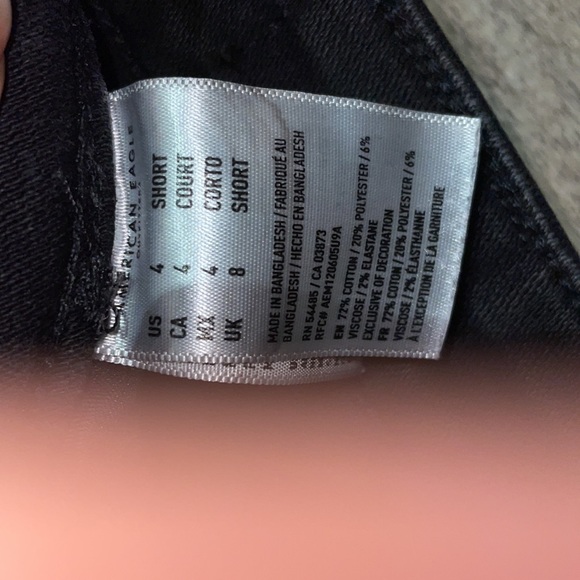 AMERICAN EAGLE
US 4 SHORT
CA 4 COURT
MX 4 CORTO
UK 8 SHORT
MADE IN BANGLADESH / FABRIQUÉ AU
BANGLADESH / HECHO EN BANGLADESH
RN 54485 / CA 03873
RFC# AEM120605U9A
EN 72% COTTON / 20% POLYESTER / 6%
VISCOSE / 2% ELASTANE
EXCLUSIVE OF DECORATION
FR 72% COTON / 20% POLYESTER / 6%
VISCOSE / 2% ÉLASTHANNE
À L'EXCEPTION DE LA GARNITURE